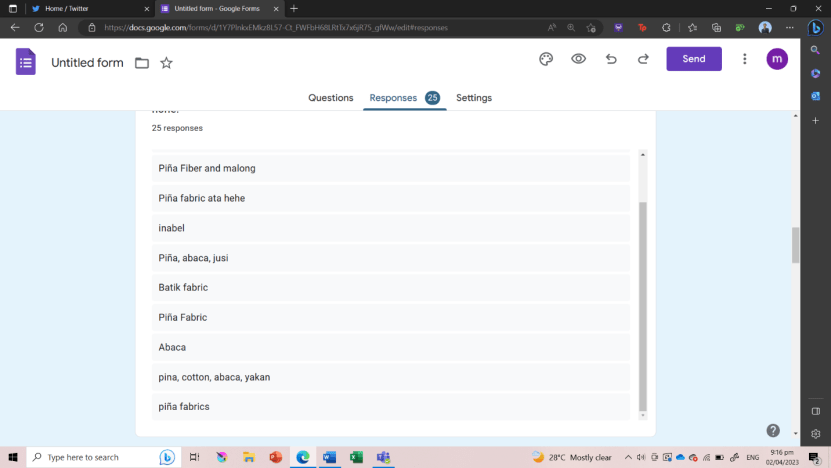 Home / Twitter
Untitled form - Google Forms
https://docs.google.com/forms/d/1Y7PInkxEMkz8L57-Ct_FWFbH68LRtTx7x6jR75_gfWw/edit#responses
Untitled form
Send
m
Questions
Responses 25
Settings
25 responses
Piña Fiber and malong
Piña fabric ata hehe
inabel
Piña, abaca, jusi
Batik fabric
Piña Fabric
Abaca
pina, cotton, abaca, yakan
piña fabrics
Type here to search
28°C Mostly clear
ENG
9:16 pm
02/04/2023
2